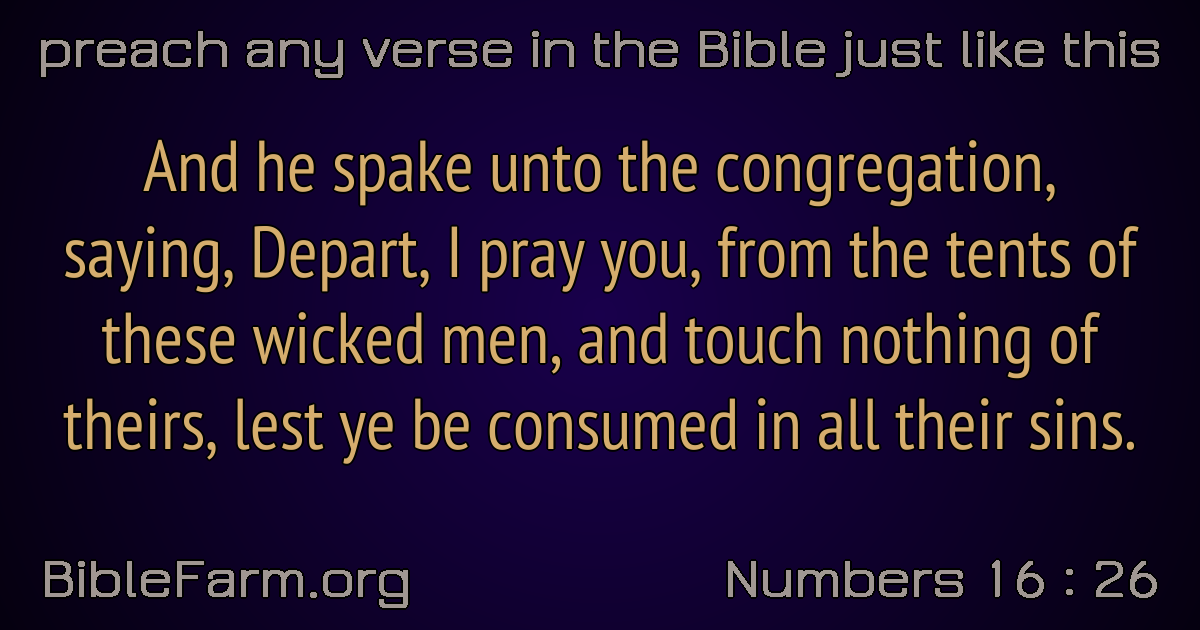 preach any verse in the Bible just like this
And he spake unto the congregation,
saying, Depart, I pray you, from the tents of
these wicked men, and touch nothing of
theirs, lest ye be consumed in all their sins.
BibleFarm.org
Numbers 16 : 26